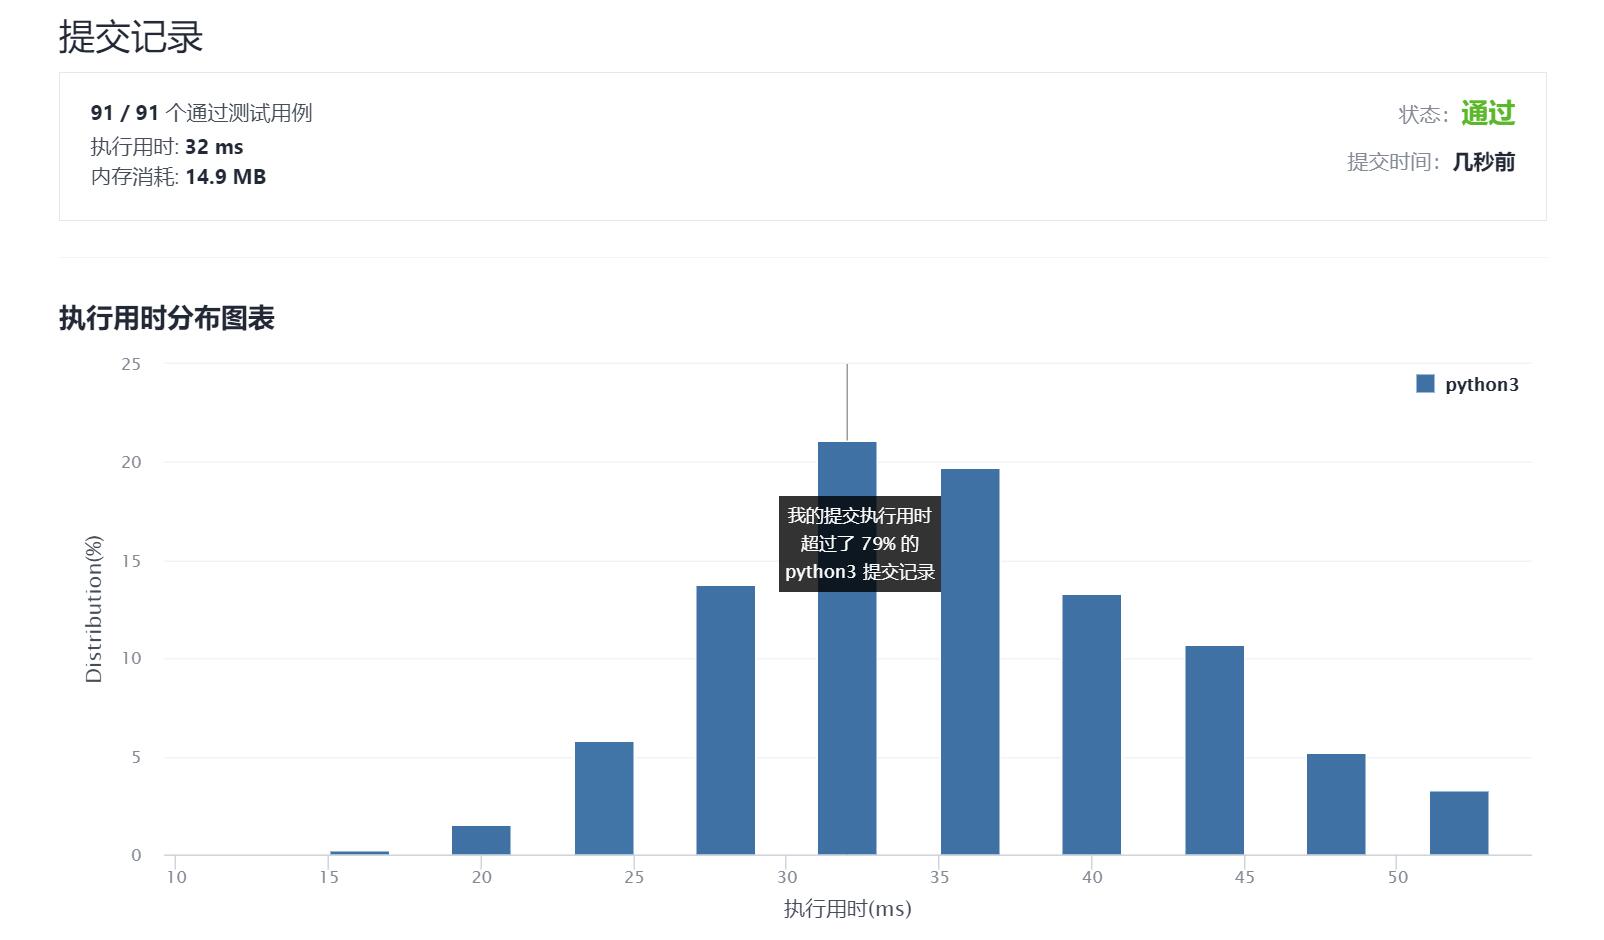 提交记录
91 / 91 个通过测试用例
状态：通过
执行用时: 32 ms
提交时间：几秒前
内存消耗: 14.9 MB
执行用时分布图表
25
python3
20
我的提交执行用时
超过了 79% 的
python3 提交记录
15
Distribution(%)
10
5
0
10 15 20 25 30 35 40 45 50
执行用时(ms)